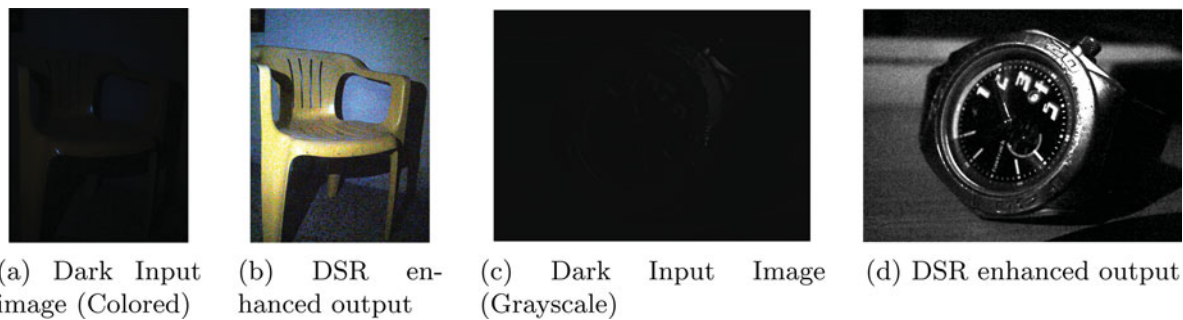 (a) Dark Input
image (Colored)
(b) DSR en-
hanced output
(c) Dark Input Image
(Grayscale)
(d) DSR enhanced output